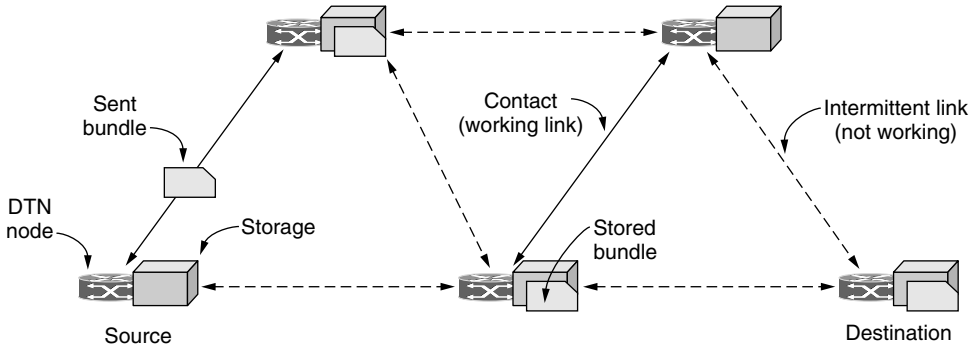 Sent
bundle
Contact
(working link)
Intermittent link
(not working)
DTN
node
Storage
Stored
bundle
Source
Destination